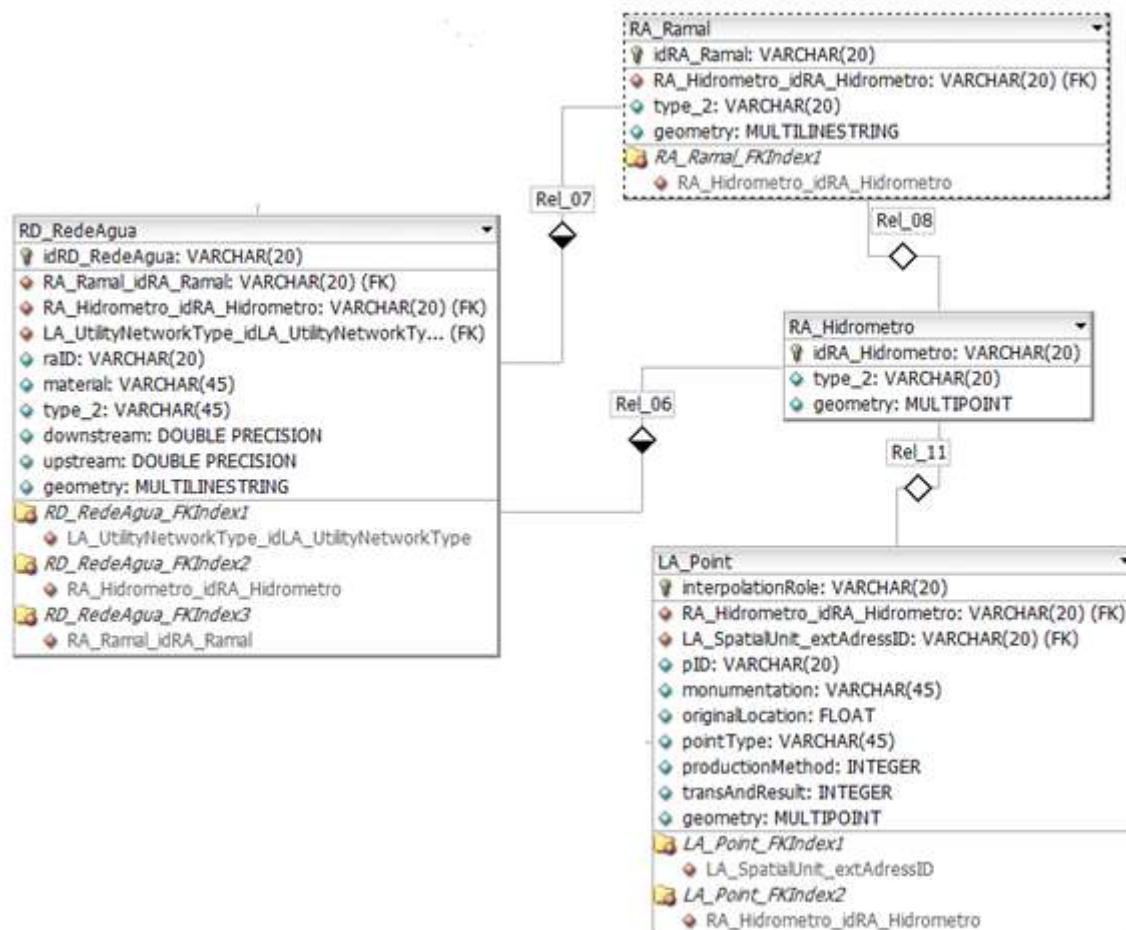 RA_Ramal
idRA_Ramal: VARCHAR(20)
RA_Hidrometro_idRA_Hidrometro: VARCHAR(20) (FK)
type_2: VARCHAR(20)
geometry: MULTILINESTRING
RA_Ramal_FKIndex1
RA_Hidrometro_idRA_Hidrometro
Rel_07
Rel_08
RD_RedeAgua
idRD_RedeAgua: VARCHAR(20)
RA_Ramal_idRA_Ramal: VARCHAR(20) (FK)
RA_Hidrometro_idRA_Hidrometro: VARCHAR(20) (FK)
LA_UtilityNetworkType_idLA_UtilityNetworkTy... (FK)
raID: VARCHAR(20)
material: VARCHAR(45)
type_2: VARCHAR(45)
downstream: DOUBLE PRECISION
upstream: DOUBLE PRECISION
geometry: MULTILINESTRING
RD_RedeAgua_FKIndex1
LA_UtilityNetworkType_idLA_UtilityNetworkType
RD_RedeAgua_FKIndex2
RA_Hidrometro_idRA_Hidrometro
RD_RedeAgua_FKIndex3
RA_Ramal_idRA_Ramal
RA_Hidrometro
idRA_Hidrometro: VARCHAR(20)
type_2: VARCHAR(20)
geometry: MULTIPOINT
Rel_06
Rel_11
LA_Point
interpolationRole: VARCHAR(20)
RA_Hidrometro_idRA_Hidrometro: VARCHAR(20) (FK)
LA_SpatialUnit_extAdressID: VARCHAR(20) (FK)
pID: VARCHAR(20)
monumentation: VARCHAR(45)
originalLocation: FLOAT
pointType: VARCHAR(45)
productionMethod: INTEGER
transAndResult: INTEGER
geometry: MULTIPOINT
LA_Point_FKIndex1
LA_SpatialUnit_extAdressID
LA_Point_FKIndex2
RA_Hidrometro_idRA_Hidrometro